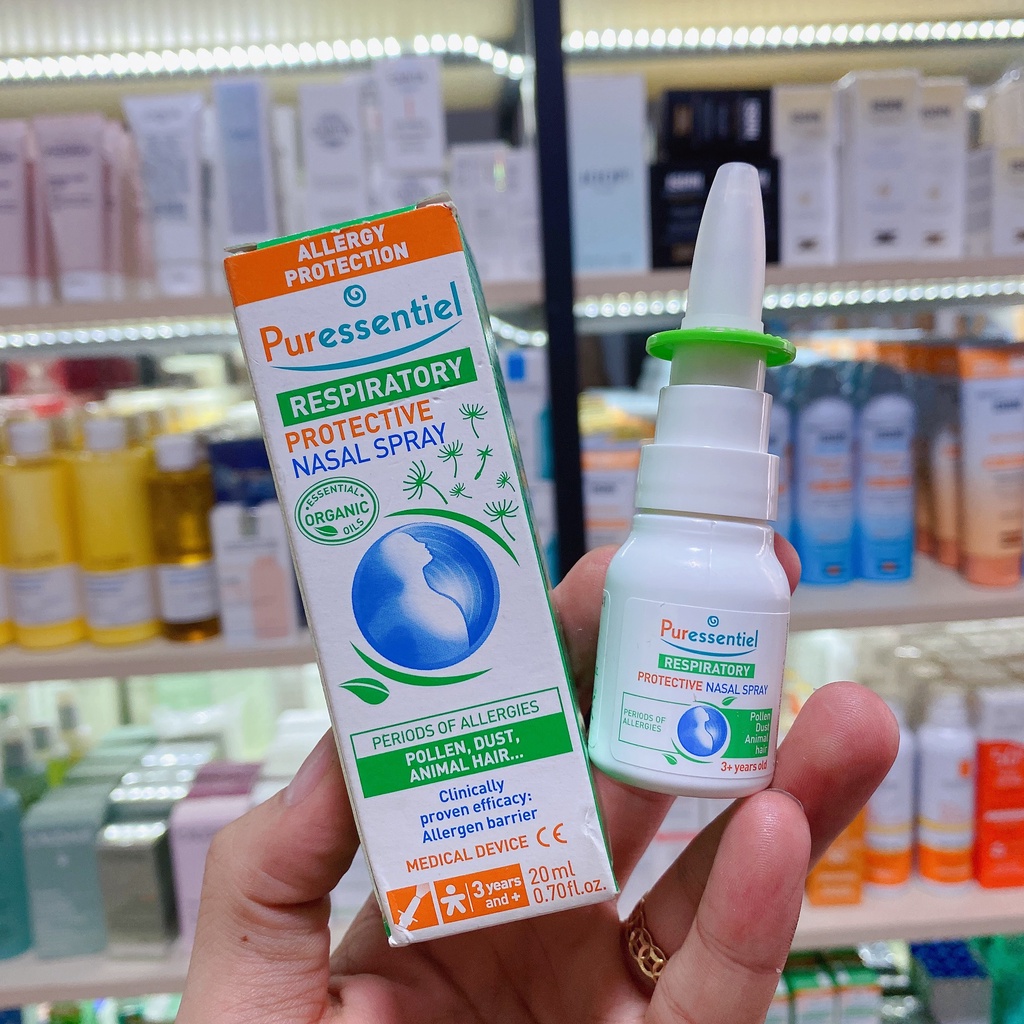 ALLERGY
PROTECTION
Puressentiel
RESPIRATORY
PROTECTIVE
NASAL SPRAY
ESSENTIAL
ORGANIC
OILS
PERIODS OF ALLERGIES
POLLEN, DUST,
ANIMAL HAIR...
Clinically
proven efficacy:
Allergen barrier
MEDICAL DEVICE CE
3 years
and +
20 ml
0.70fl.oz.
Puressentiel
RESPIRATORY
PROTECTIVE NASAL SPRAY
PERIODS OF
ALLERGIES
Pollen
Dust
Animal
hair
3+ years old